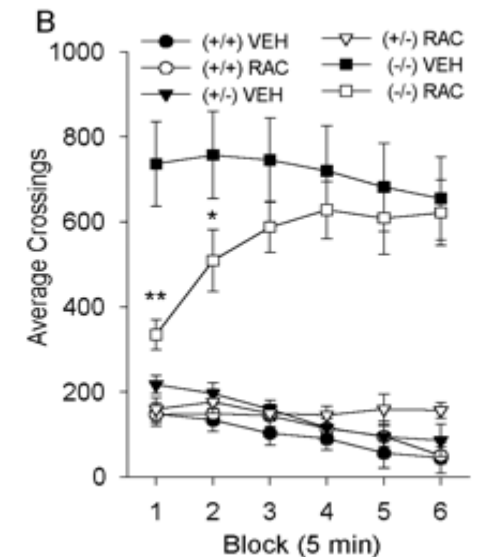 B
1000
800
600
400
200
0
Average Crossings
(+/+) VEH
(+/+) RAC
(+/-) VEH
(+/-) RAC
(-/-) VEH
(-/-) RAC
**
*
1 2 3 4 5 6
Block (5 min)